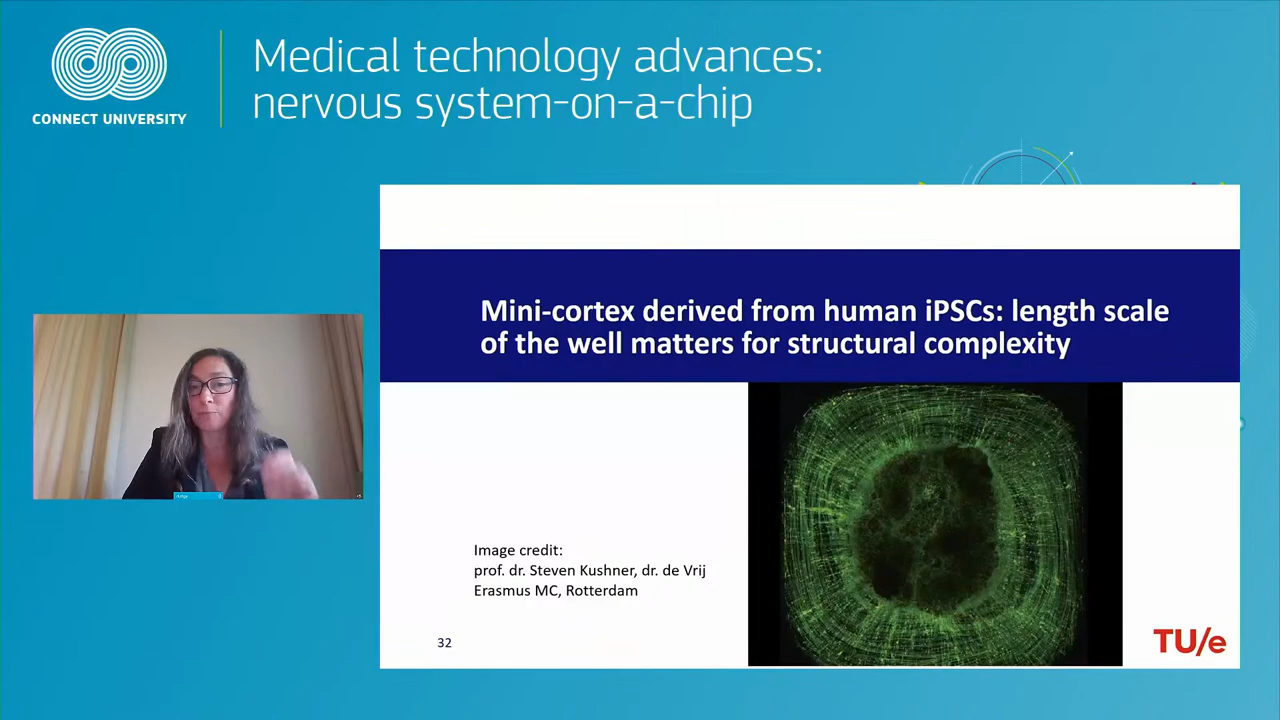 CONNECT UNIVERSITY
Medical technology advances:
nervous system-on-a-chip
Mini-cortex derived from human iPSCs: length scale
of the well matters for structural complexity
Image credit:
prof. dr. Steven Kushner, dr. de Vrij
Erasmus MC, Rotterdam
32
TU/e